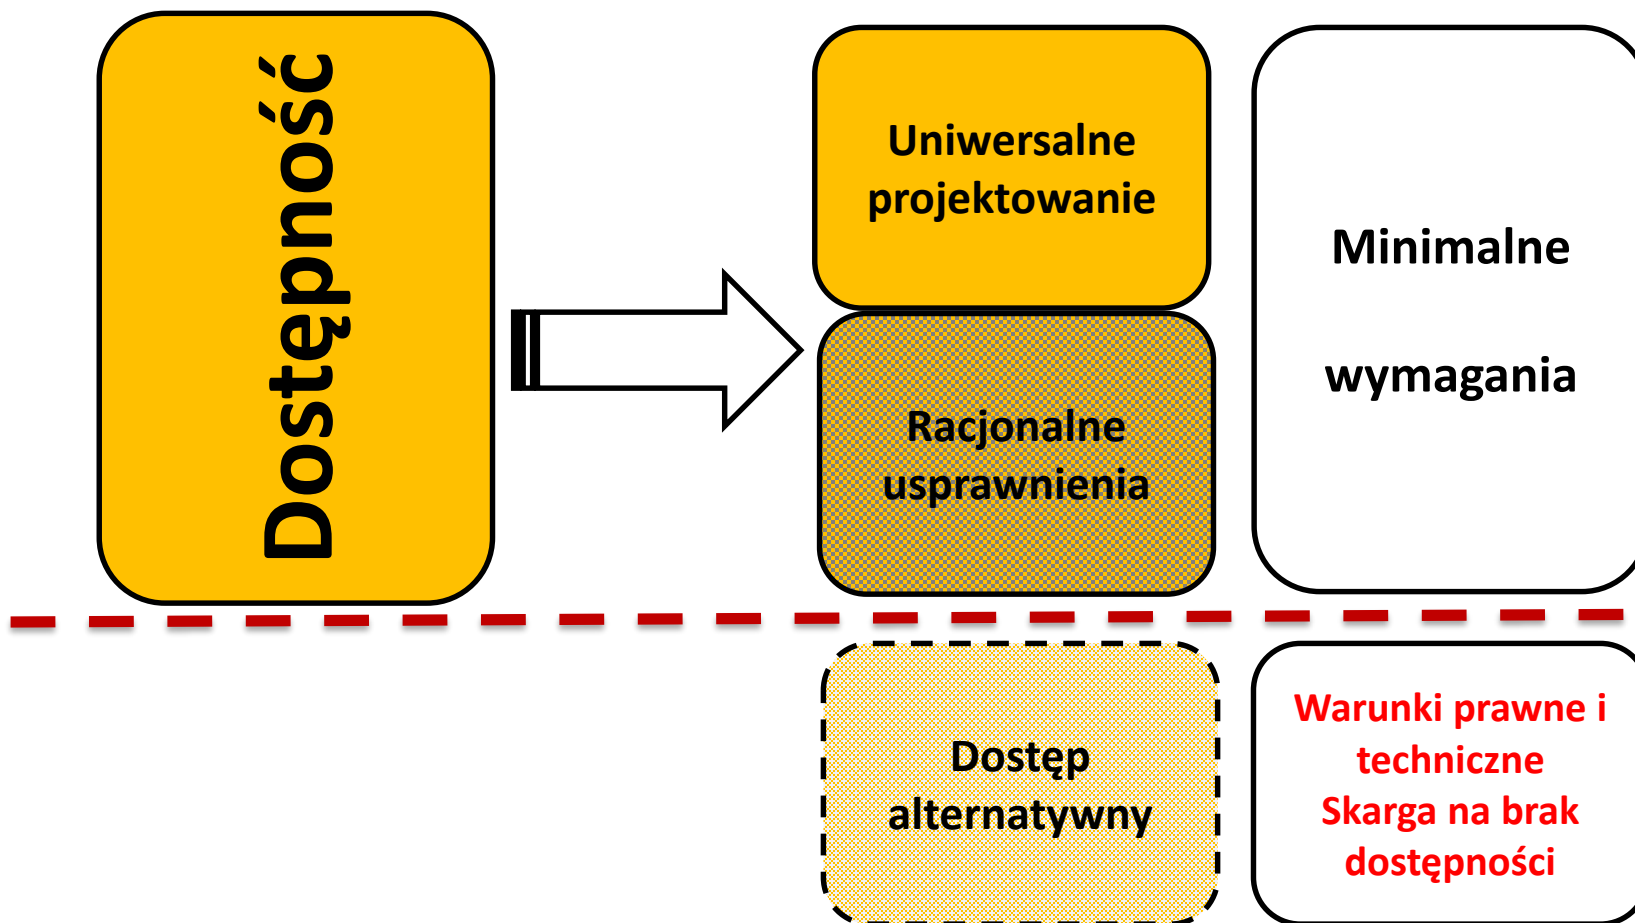 Dostępność
Uniwersalne
projektowanie
Racjonalne
usprawnienia
Minimalne
wymagania
Dostęp
alternatywny
Warunki prawne i
techniczne
Skarga na brak
dostępności